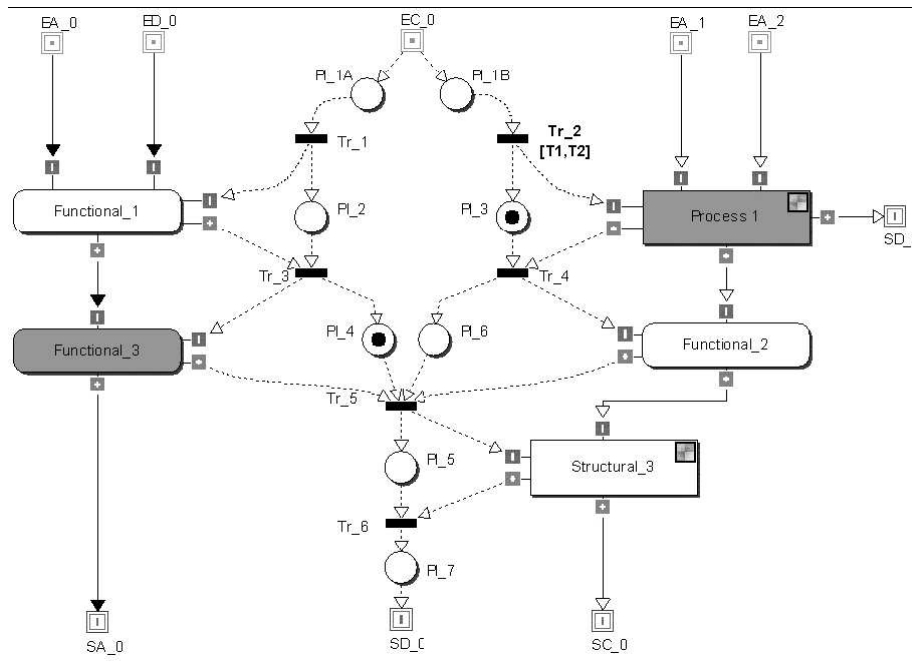 EA_0
ED_0
EC_0
EA_1
EA_2
Pl_1A
Pl_1B
Tr_1
Tr_2
[T1,T2]
Functional_1
Pl_2
Pl_3
Process 1
SD_
Tr_3
Tr_4
Functional_3
Pl_4
Pl_6
Functional_2
Tr_5
Pl_5
Structural_3
Tr_6
Pl_7
SA_0
SD_0
SC_0